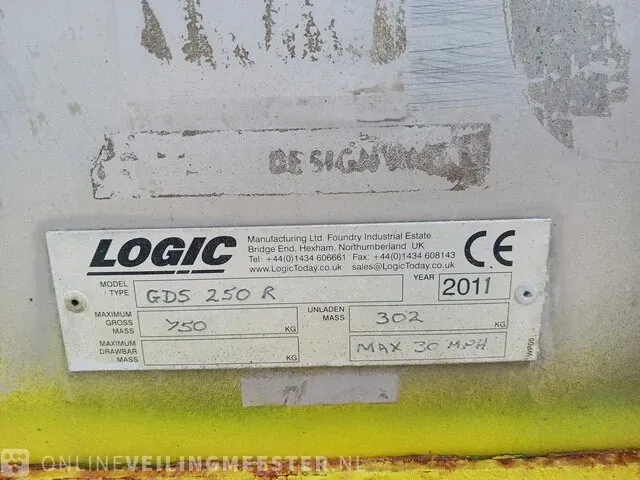 DESIGN
LOGIC
Manufacturing Ltd. Foundry Industrial Estate
Bridge End, Hexham, Northumberland UK
Tel: +44(0)1434 606661 Fax: +44(0)1434 608143
www.LogicToday.co.uk sales@LogicToday.co.uk
CE
MODEL TYPE GDS 250 R YEAR 2011
MAXIMUM GROSS MASS 750 KG UNLADEN MASS 302 KG
MAXIMUM DRAWBAR MASS KG MAX 30 MPH
WP05
ONLINEVEILINGMEESTER.NL